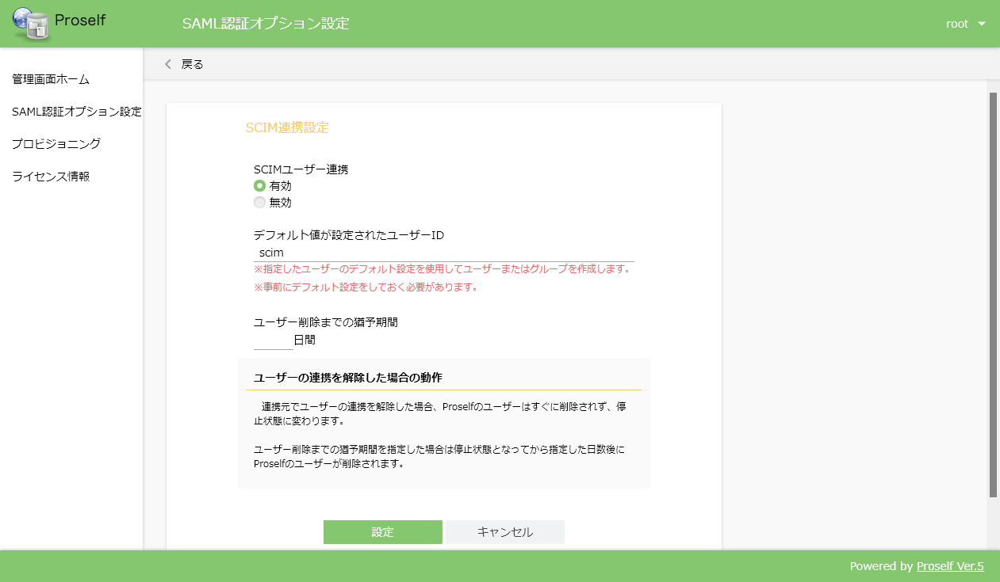 Proself
SAML認証オプション設定
root
管理画面ホーム
SAML認証オプション設定
プロビジョニング
ライセンス情報
戻る
SCIM連携設定
SCIMユーザー連携
有効
無効
デフォルト値が設定されたユーザーID
scim
※指定したユーザーのデフォルト設定を使用してユーザーまたはグループを作成します。
※事前にデフォルト設定をしておく必要があります。
ユーザー削除までの猶予期間
日間
ユーザーの連携を解除した場合の動作
連携元でユーザーの連携を解除した場合、Proselfのユーザーはすぐに削除されず、停
止状態に変わります。
ユーザー削除までの猶予期間を指定した場合は停止状態となってから指定した日数後に
Proselfのユーザーが削除されます。
設定
キャンセル
Powered by Proself Ver.5